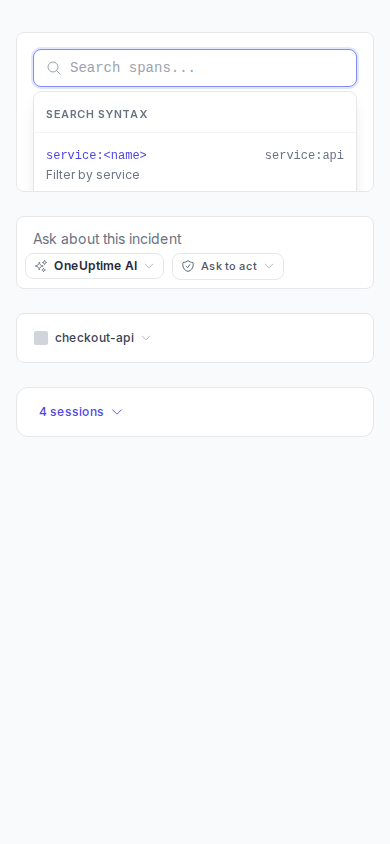 Search spans...
SEARCH SYNTAX
service:<name> service:api
Filter by service
Ask about this incident
OneUptime AI Ask to act
checkout-api
4 sessions